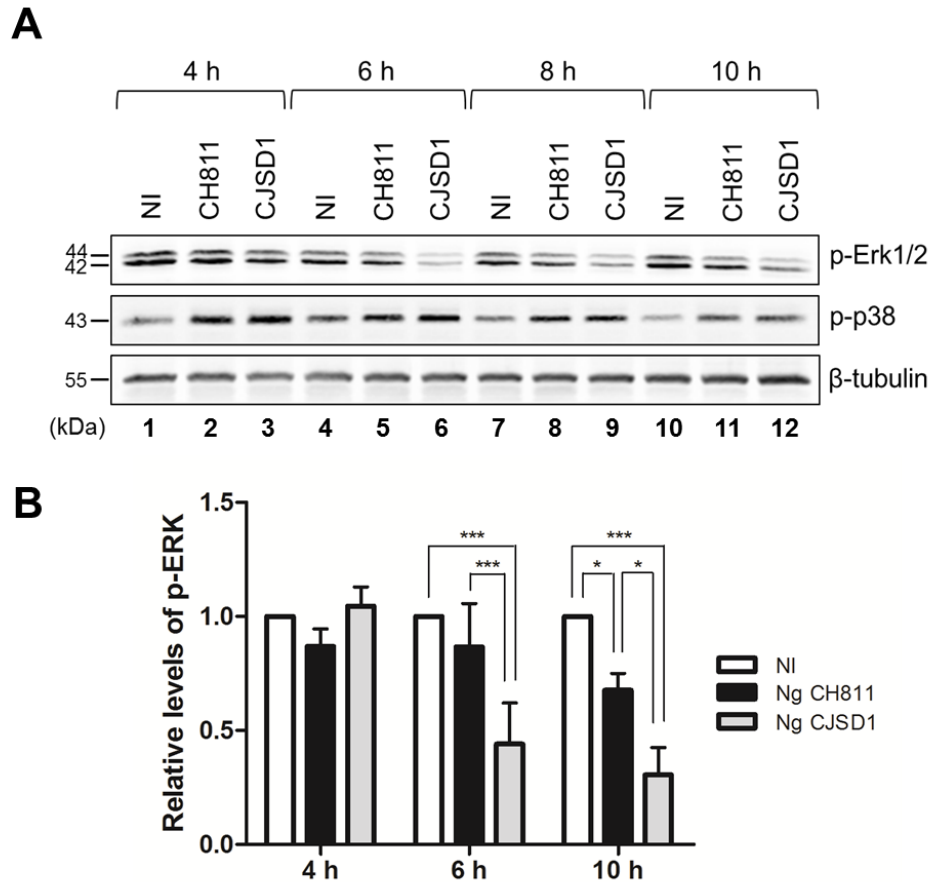 A
4 h 6 h 8 h 10 h
NI CH811 CJSD1 NI CH811 CJSD1 NI CH811 CJSD1 NI CH811 CJSD1
44
42
p-Erk1/2
43 p-p38
55 β-tubulin
(kDa) 1 2 3 4 5 6 7 8 9 10 11 12
B
Relative levels of p-ERK
1.5
1.0
0.5
0.0
*** ***
*** * *
NI
Ng CH811
Ng CJSD1
4 h 6 h 10 h